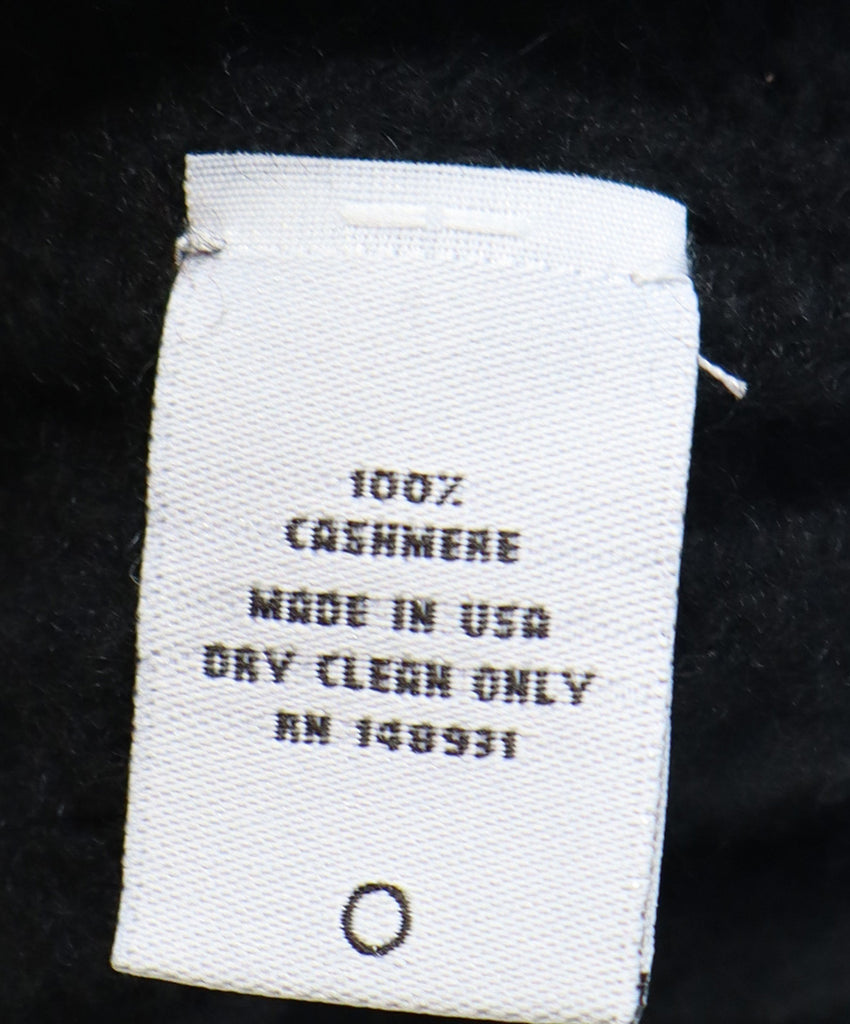 100%
CASHMERE
MADE IN USA
DRY CLEAN ONLY
RN 148931